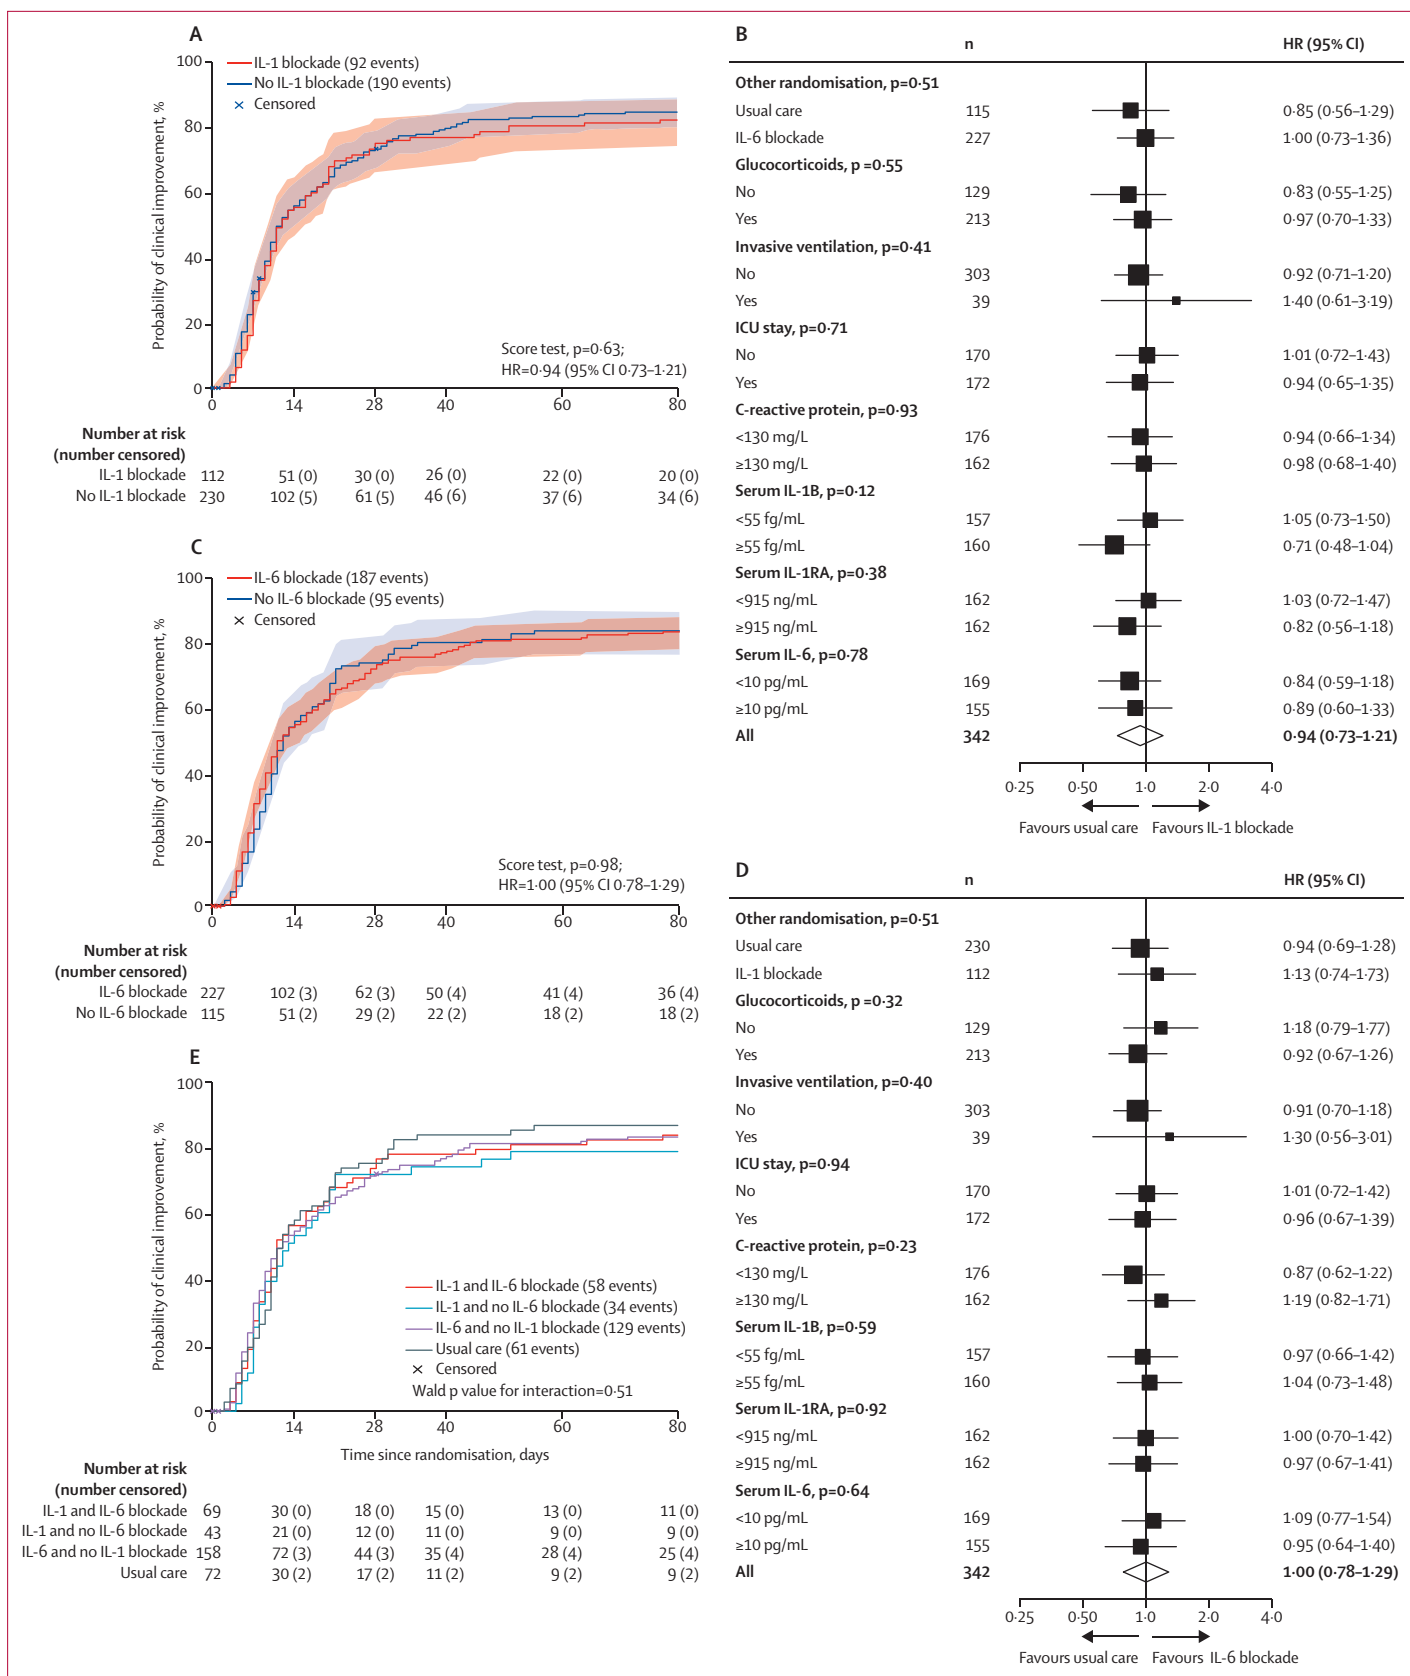 A
100
80
60
40
20
0
Probability of clinical improvement, %
IL-1 blockade (92 events)
No IL-1 blockade (190 events)
× Censored
Score test, p=0·63;
HR=0·94 (95% CI 0·73–1·21)
0 14 28 40 60 80
Number at risk
(number censored)
IL-1 blockade 112 51 (0) 30 (0) 26 (0) 22 (0) 20 (0)
No IL-1 blockade 230 102 (5) 61 (5) 46 (6) 37 (6) 34 (6)
B
n HR (95% CI)
Other randomisation, p=0·51
Usual care 115 0·85 (0·56–1·29)
IL-6 blockade 227 1·00 (0·73–1·36)
Glucocorticoids, p =0·55
No 129 0·83 (0·55–1·25)
Yes 213 0·97 (0·70–1·33)
Invasive ventilation, p=0·41
No 303 0·92 (0·71–1·20)
Yes 39 1·40 (0·61–3·19)
ICU stay, p=0·71
No 170 1·01 (0·72–1·43)
Yes 172 0·94 (0·65–1·35)
C-reactive protein, p=0·93
<130 mg/L 176 0·94 (0·66–1·34)
≥130 mg/L 162 0·98 (0·68–1·40)
Serum IL-1B, p=0·12
<55 fg/mL 157 1·05 (0·73–1·50)
≥55 fg/mL 160 0·71 (0·48–1·04)
Serum IL-1RA, p=0·38
<915 ng/mL 162 1·03 (0·72–1·47)
≥915 ng/mL 162 0·82 (0·56–1·18)
Serum IL-6, p=0·78
<10 pg/mL 169 0·84 (0·59–1·18)
≥10 pg/mL 155 0·89 (0·60–1·33)
All 342 0·94 (0·73–1·21)
0·25 0·50 1·0 2·0 4·0
Favours usual care Favours IL-1 blockade
C
100
80
60
40
20
0
Probability of clinical improvement, %
IL-6 blockade (187 events)
No IL-6 blockade (95 events)
× Censored
Score test, p=0·98;
HR=1·00 (95% CI 0·78–1·29)
0 14 28 40 60 80
Number at risk
(number censored)
IL-6 blockade 227 102 (3) 62 (3) 50 (4) 41 (4) 36 (4)
No IL-6 blockade 115 51 (2) 29 (2) 22 (2) 18 (2) 18 (2)
D
n HR (95% CI)
Other randomisation, p=0·51
Usual care 230 0·94 (0·69–1·28)
IL-1 blockade 112 1·13 (0·74–1·73)
Glucocorticoids, p =0·32
No 129 1·18 (0·79–1·77)
Yes 213 0·92 (0·67–1·26)
Invasive ventilation, p=0·40
No 303 0·91 (0·70–1·18)
Yes 39 1·30 (0·56–3·01)
ICU stay, p=0·94
No 170 1·01 (0·72–1·42)
Yes 172 0·96 (0·67–1·39)
C-reactive protein, p=0·23
<130 mg/L 176 0·87 (0·62–1·22)
≥130 mg/L 162 1·19 (0·82–1·71)
Serum IL-1B, p=0·59
<55 fg/mL 157 0·97 (0·66–1·42)
≥55 fg/mL 160 1·04 (0·73–1·48)
Serum IL-1RA, p=0·92
<915 ng/mL 162 1·00 (0·70–1·42)
≥915 ng/mL 162 0·97 (0·67–1·41)
Serum IL-6, p=0·64
<10 pg/mL 169 1·09 (0·77–1·54)
≥10 pg/mL 155 0·95 (0·64–1·40)
All 342 1·00 (0·78–1·29)
0·25 0·50 1·0 2·0 4·0
Favours usual care Favours IL-6 blockade
E
100
80
60
40
20
0
Probability of clinical improvement, %
IL-1 and IL-6 blockade (58 events)
IL-1 and no IL-6 blockade (34 events)
IL-6 and no IL-1 blockade (129 events)
Usual care (61 events)
× Censored
Wald p value for interaction=0·51
0 14 28 40 60 80
Time since randomisation, days
Number at risk
(number censored)
IL-1 and IL-6 blockade 69 30 (0) 18 (0) 15 (0) 13 (0) 11 (0)
IL-1 and no IL-6 blockade 43 21 (0) 12 (0) 11 (0) 9 (0) 9 (0)
IL-6 and no IL-1 blockade 158 72 (3) 44 (3) 35 (4) 28 (4) 25 (4)
Usual care 72 30 (2) 17 (2) 11 (2) 9 (2) 9 (2)